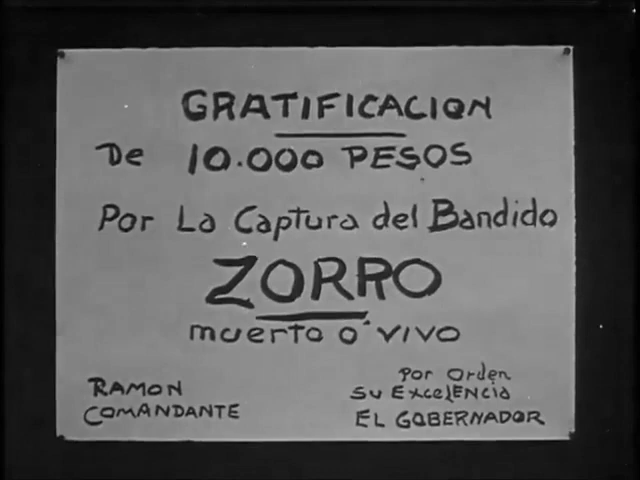 GRATIFICACION
De 10.000 PESOS
Por La Captura del Bandido
ZORRO
muerto o' vivo
RAMON
COMANDANTE
Por Orden
Su ExcelENcia
EL GOBERNADOR